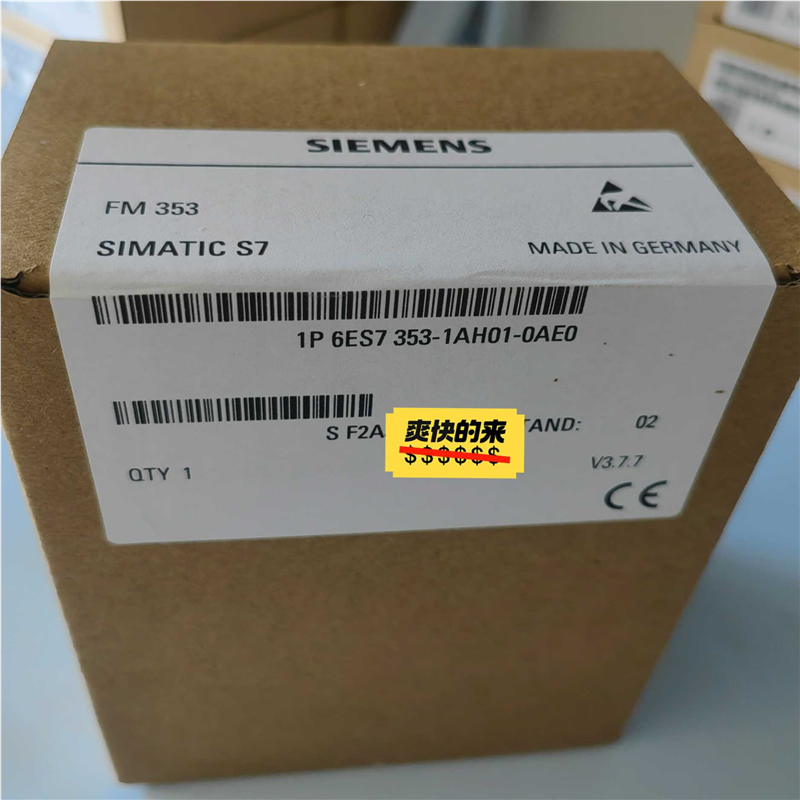 SIEMENS
FM 353
SIMATIC S7
MADE IN GERMANY
1P 6ES7 353-1AH01-0AE0
S F2A
TAND: 02
爽快的来
$$$$$$
QTY 1
V3.7.7
CE